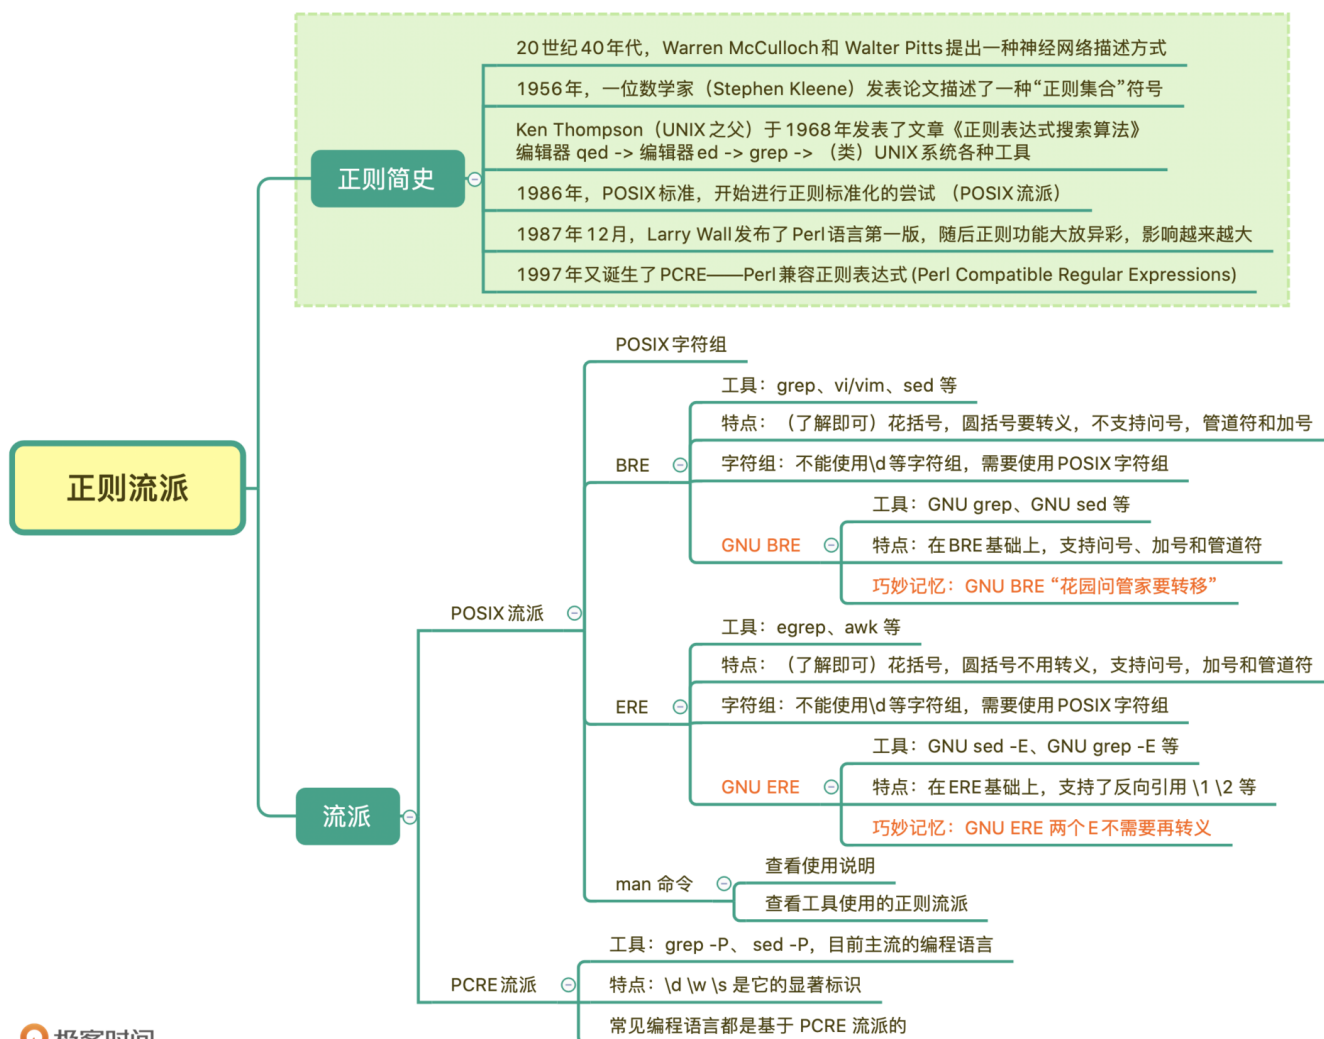 20世纪40年代，Warren McCulloch和 Walter Pitts提出一种神经网络描述方式
1956年，一位数学家（Stephen Kleene）发表论文描述了一种“正则集合”符号
Ken Thompson（UNIX之父）于1968年发表了文章《正则表达式搜索算法》
编辑器 qed -> 编辑器ed -> grep -> （类）UNIX系统各种工具
正则简史
1986年，POSIX标准，开始进行正则标准化的尝试 （POSIX流派）
1987年12月，Larry Wall发布了Perl语言第一版，随后正则功能大放异彩，影响越来越大
1997年又诞生了PCRE——Perl兼容正则表达式(Perl Compatible Regular Expressions)
正则流派
流派
POSIX流派
POSIX字符组
BRE
工具：grep、vi/vim、sed 等
特点：（了解即可）花括号，圆括号要转义，不支持问号，管道符和加号
字符组：不能使用\d等字符组，需要使用POSIX字符组
GNU BRE
工具：GNU grep、GNU sed 等
特点：在BRE基础上，支持问号、加号和管道符
巧妙记忆：GNU BRE “花园问管家要转移”
ERE
工具：egrep、awk 等
特点：（了解即可）花括号，圆括号不用转义，支持问号，加号和管道符
字符组：不能使用\d等字符组，需要使用POSIX字符组
GNU ERE
工具：GNU sed -E、GNU grep -E 等
特点：在ERE基础上，支持了反向引用 \1 \2 等
巧妙记忆：GNU ERE 两个E不需要再转义
man 命令
查看使用说明
查看工具使用的正则流派
PCRE流派
工具：grep -P、 sed -P，目前主流的编程语言
特点：\d \w \s 是它的显著标识
常见编程语言都是基于 PCRE 流派的
极客时间